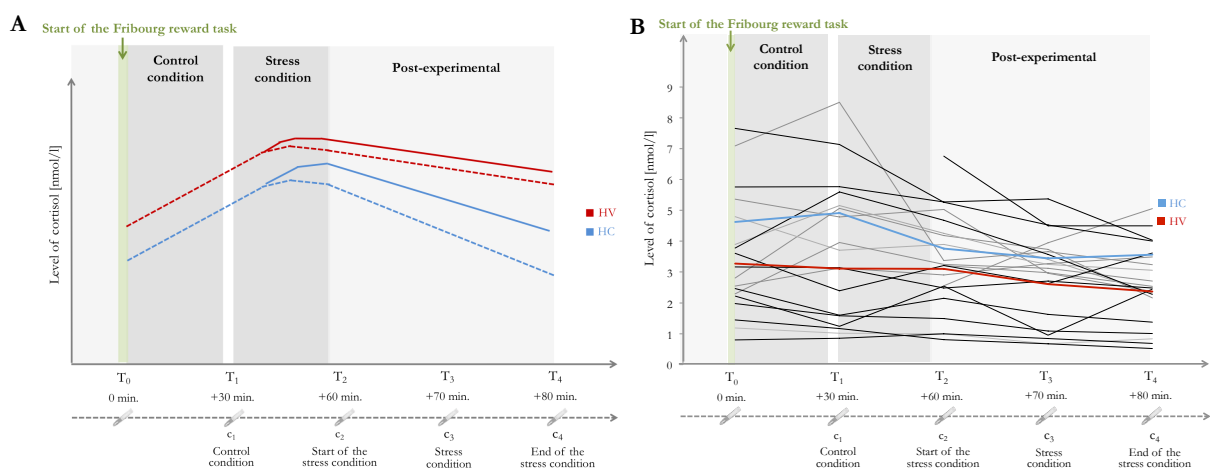 A
Start of the Fribourg reward task
Control
condition
Stress
condition
Post-experimental
Level of cortisol [nmol/l]
HV
HC
T0
T1
T2
T3
T4
0 min.
+30 min.
+60 min.
+70 min.
+80 min.
c1
c2
c3
c4
Control
condition
Start of the
stress condition
Stress
condition
End of the
stress condition
B
Start of the Fribourg reward task
Control
condition
Stress
condition
Post-experimental
Level of cortisol [nmol/l]
9
8
7
6
5
4
3
2
1
0
HC
HV
T0
T1
T2
T3
T4
0 min.
+30 min.
+60 min.
+70 min.
+80 min.
c1
c2
c3
c4
Control
condition
Start of the
stress condition
Stress
condition
End of the
stress condition